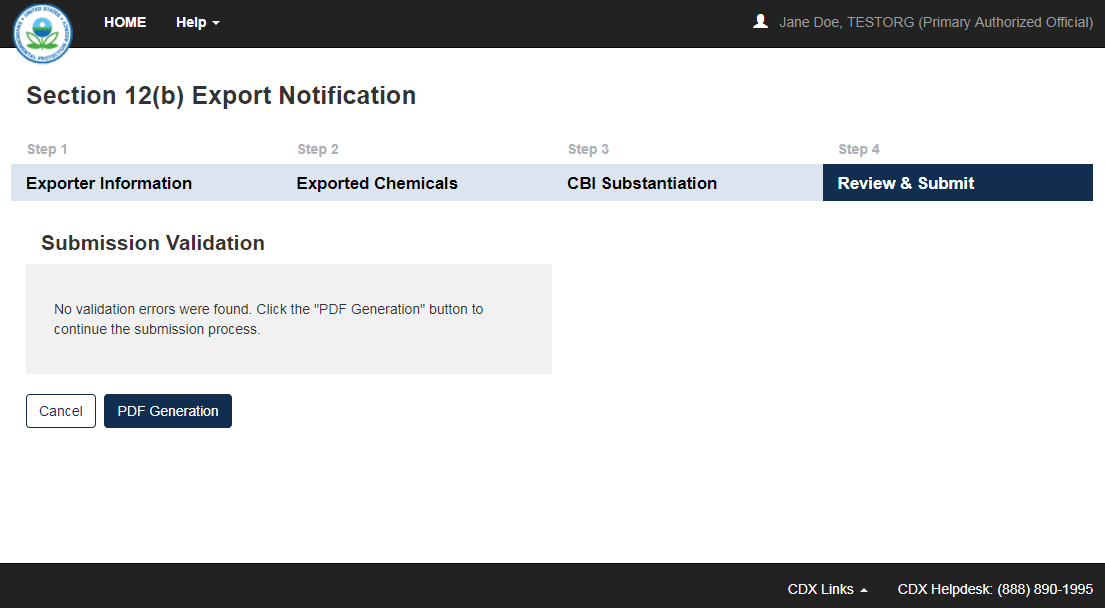 HOME Help Jane Doe, TESTORG (Primary Authorized Official)
Section 12(b) Export Notification
Step 1 Step 2 Step 3 Step 4
Exporter Information Exported Chemicals CBI Substantiation Review & Submit
Submission Validation
No validation errors were found. Click the "PDF Generation" button to
continue the submission process.
Cancel PDF Generation
CDX Links CDX Helpdesk: (888) 890-1995